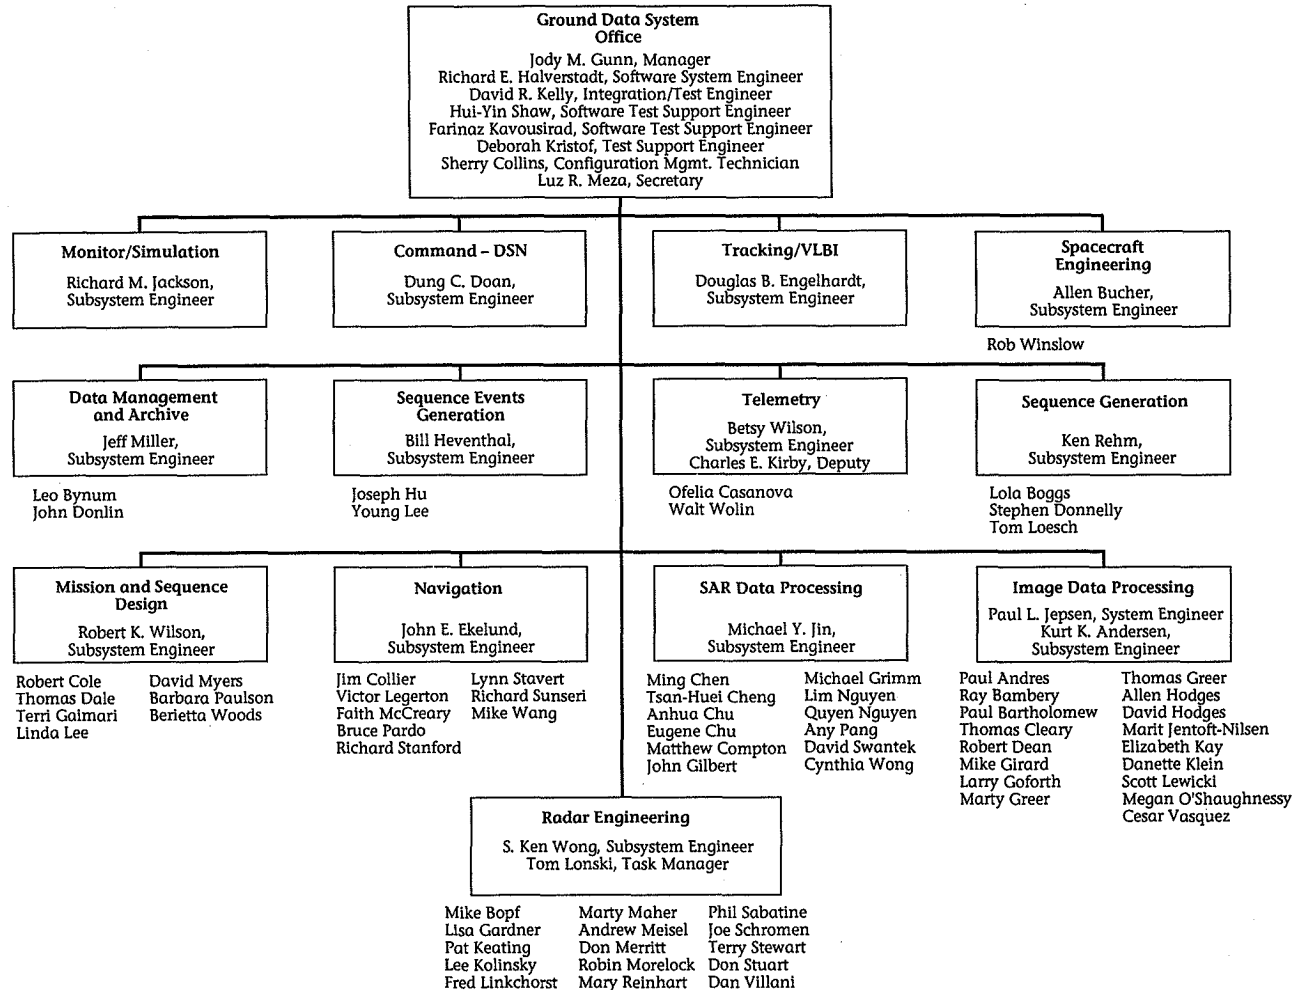 Ground Data System
Office
Jody M. Gunn, Manager
Richard E. Halverstadt, Software System Engineer
David R. Kelly, Integration/Test Engineer
Hui-Yin Shaw, Software Test Support Engineer
Farinaz Kavousirad, Software Test Support Engineer
Deborah Kristof, Test Support Engineer
Sherry Collins, Configuration Mgmt. Technician
Luz R. Meza, Secretary
Monitor/Simulation
Richard M. Jackson,
Subsystem Engineer
Command – DSN
Dung C. Doan,
Subsystem Engineer
Tracking/VLBI
Douglas B. Engelhardt,
Subsystem Engineer
Spacecraft
Engineering
Allen Bucher,
Subsystem Engineer
Rob Winslow
Data Management
and Archive
Jeff Miller,
Subsystem Engineer
Leo Bynum
John Donlin
Sequence Events
Generation
Bill Heventhal,
Subsystem Engineer
Joseph Hu
Young Lee
Telemetry
Betsy Wilson,
Subsystem Engineer
Charles E. Kirby, Deputy
Ofelia Casanova
Walt Wolin
Sequence Generation
Ken Rehm,
Subsystem Engineer
Lola Boggs
Stephen Donnelly
Tom Loesch
Mission and Sequence
Design
Robert K. Wilson,
Subsystem Engineer
Robert Cole
Thomas Dale
Terri Gaimari
Linda Lee
David Myers
Barbara Paulson
Berietta Woods
Navigation
John E. Ekelund,
Subsystem Engineer
Jim Collier
Victor Legerton
Faith McCreary
Bruce Pardo
Richard Stanford
Lynn Stavert
Richard Sunseri
Mike Wang
SAR Data Processing
Michael Y. Jin,
Subsystem Engineer
Ming Chen
Tsan-Huei Cheng
Anhua Chu
Eugene Chu
Matthew Compton
John Gilbert
Michael Grimm
Lim Nguyen
Quyen Nguyen
Any Pang
David Swantek
Cynthia Wong
Image Data Processing
Paul L. Jepsen, System Engineer
Kurt K. Andersen,
Subsystem Engineer
Paul Andres
Ray Bambery
Paul Bartholomew
Thomas Cleary
Robert Dean
Mike Girard
Larry Goforth
Marty Greer
Thomas Greer
Allen Hodges
David Hodges
Marit Jentoft-Nilsen
Elizabeth Kay
Danette Klein
Scott Lewicki
Megan O'Shaughnessy
Cesar Vasquez
Radar Engineering
S. Ken Wong, Subsystem Engineer
Tom Lonski, Task Manager
Mike Bopf
Lisa Gardner
Pat Keating
Lee Kolinsky
Fred Linkchorst
Marty Maher
Andrew Meisel
Don Merritt
Robin Morelock
Mary Reinhart
Phil Sabatine
Joe Schromen
Terry Stewart
Don Stuart
Dan Villani